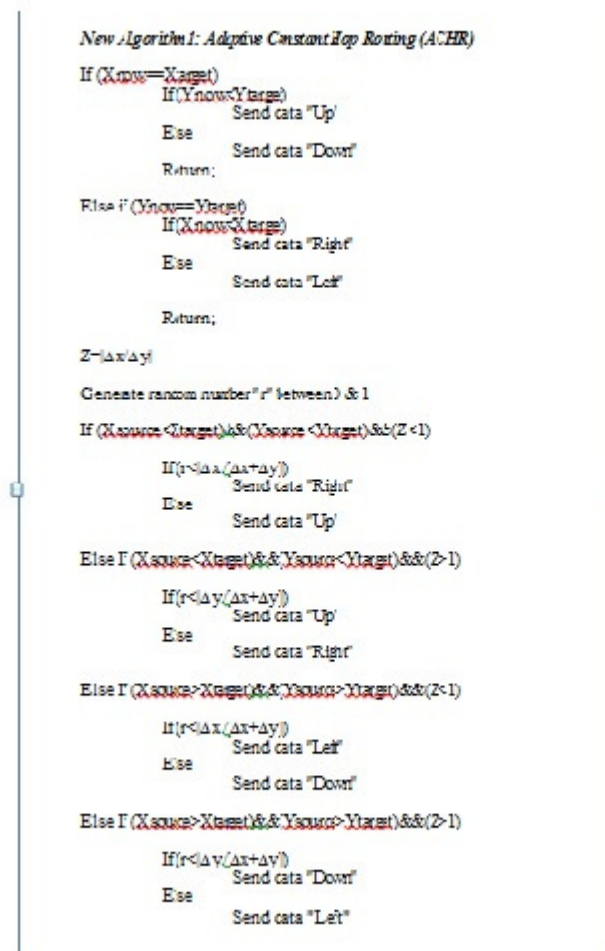 New Algorithm1: Adaptive Constant Hop Routing (ACHR)
If (Xnow==Xtarget)
If(Ynow<Ytarge)
Send data "Up'
Else
Send data "Down"
Return;
Else if (Ynow==Ytarget)
If(Xnow<Xtarge)
Send data "Right"
Else
Send data "Left"
Return;
Z=|Δx/Δy|
Generate random number "r" between 0 & 1
If (Xsource<Xtarget)&&(Ysource<Ytarget)&&(Z<1)
If(r<|Δx/(Δx+Δy|)
Send data "Right"
Else
Send data "Up'
Else If (Xsource<Xtarget)&&(Ysource<Ytarget)&&(Z>1)
If(r<|Δy/(Δx+Δy|)
Send data "Up'
Else
Send data "Right"
Else If (Xsource>Xtarget)&&(Ysource>Ytarget)&&(Z<1)
If(r<|Δx/(Δx+Δy|)
Send data "Left"
Else
Send data "Down"
Else If (Xsource>Xtarget)&&(Ysource>Ytarget)&&(Z>1)
If(r<|Δy/(Δx+Δy|)
Send data "Down"
Else
Send data "Left"